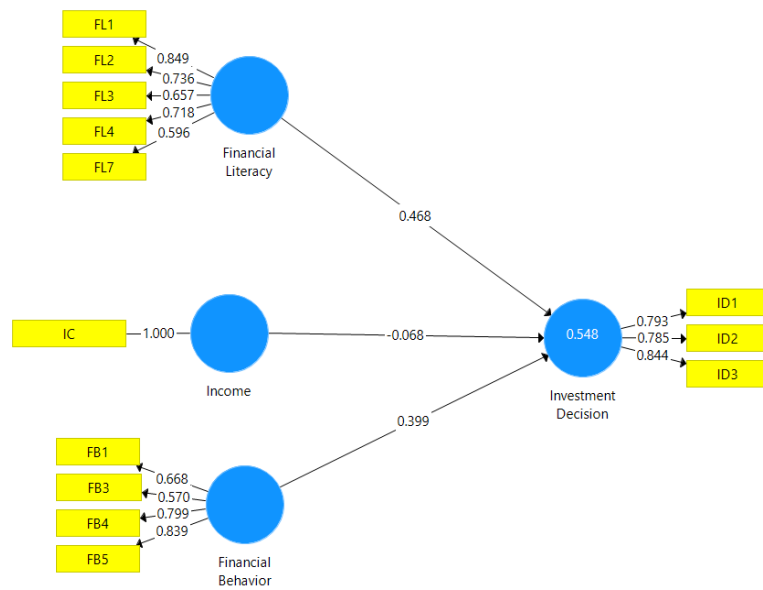 FL1
0.849
FL2
0.736
FL3
0.657
FL4
0.718
FL7
0.596
Financial
Literacy
0.468
IC
1.000
Income
-0.068
FB1
0.668
FB3
0.570
FB4
0.799
FB5
0.839
Financial
Behavior
0.399
0.548
Investment
Decision
0.793
ID1
0.785
ID2
0.844
ID3